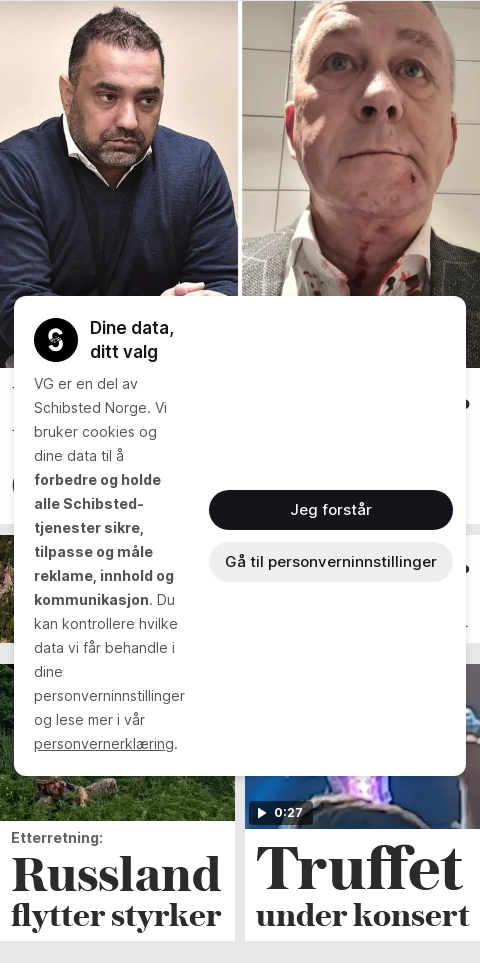 Dine data,
ditt valg
VG er en del av
Schibsted Norge. Vi
bruker cookies og
dine data til å
forbedre og holde
alle Schibsted-
tjenester sikre,
tilpasse og måle
reklame, innhold og
kommunikasjon. Du
kan kontrollere hvilke
data vi får behandle i
dine
personverninnstillinger
og lese mer i vår
personvernerklæring.
Jeg forstår
Gå til personverninnstillinger
0:27
Etterretning:
Russland
flytter styrker
Truffet
under konsert